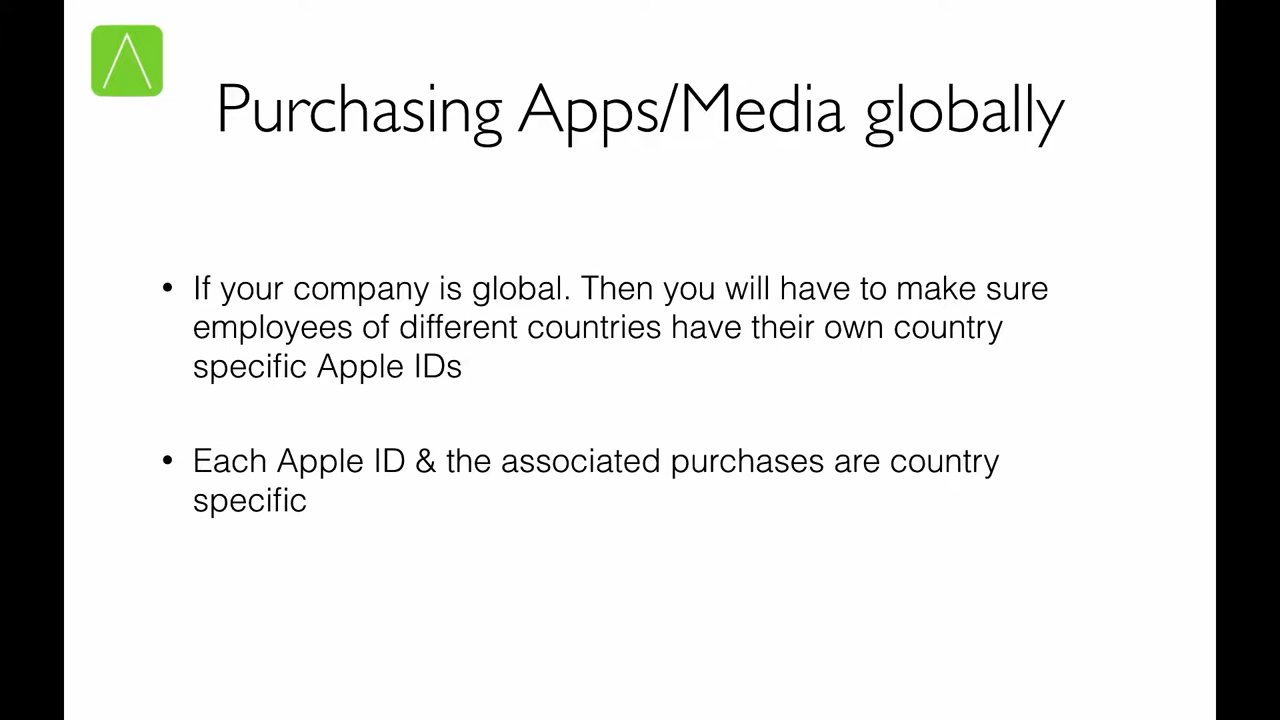 Purchasing Apps/Media globally
• If your company is global. Then you will have to make sure
employees of different countries have their own country
specific Apple IDs
• Each Apple ID & the associated purchases are country
specific